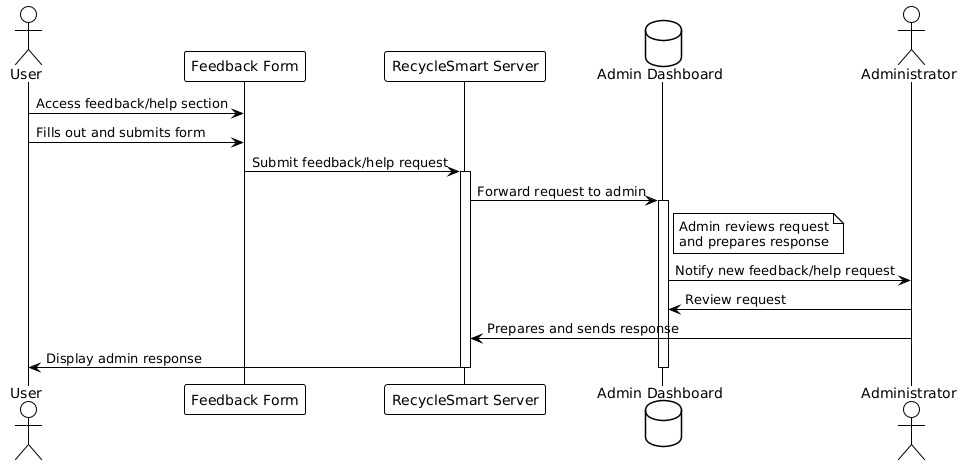 User
Feedback Form
RecycleSmart Server
Admin Dashboard
Administrator
Access feedback/help section
Fills out and submits form
Submit feedback/help request
Forward request to admin
Admin reviews request
and prepares response
Notify new feedback/help request
Review request
Prepares and sends response
Display admin response
User
Feedback Form
RecycleSmart Server
Admin Dashboard
Administrator